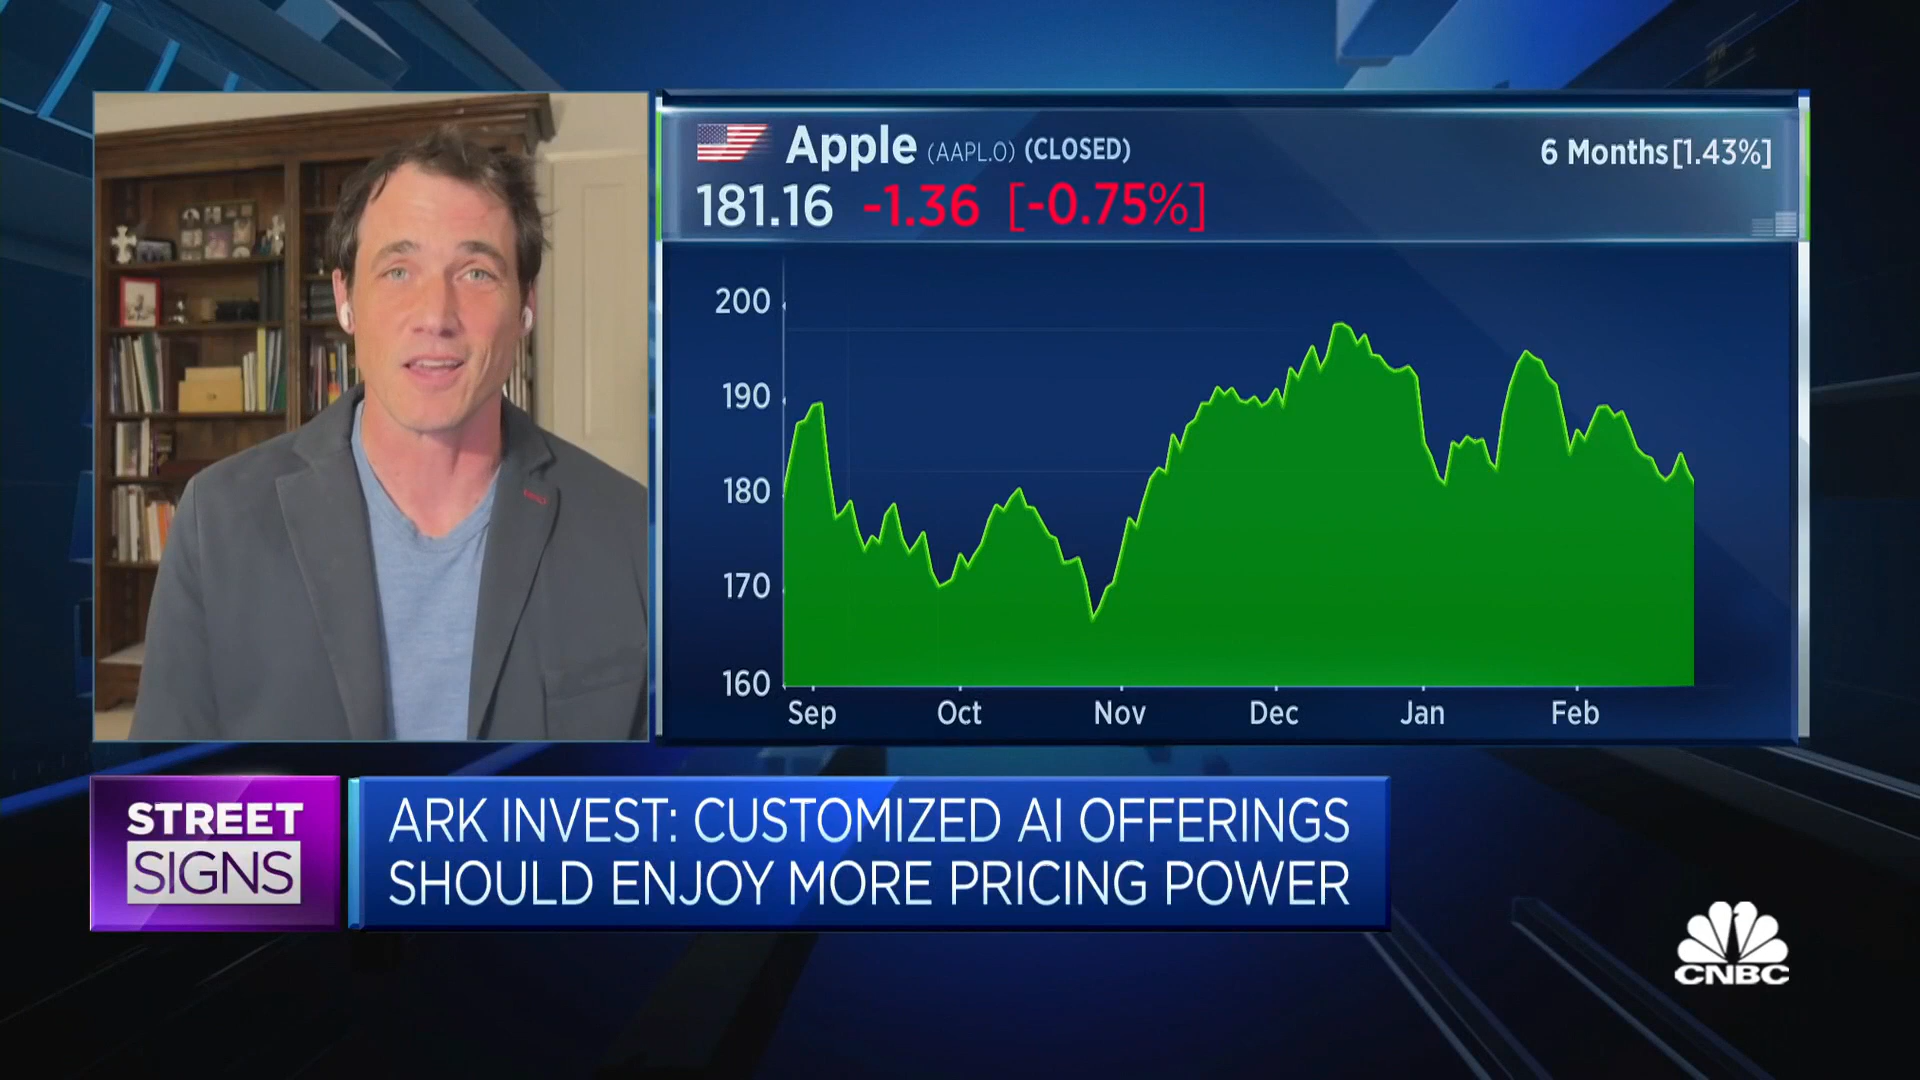 Apple (AAPL.O) (CLOSED)
6 Months[1.43%]
181.16 -1.36 [-0.75%]
200
190
180
170
160
Sep Oct Nov Dec Jan Feb
STREET
SIGNS
ARK INVEST: CUSTOMIZED AI OFFERINGS
SHOULD ENJOY MORE PRICING POWER
CNBC